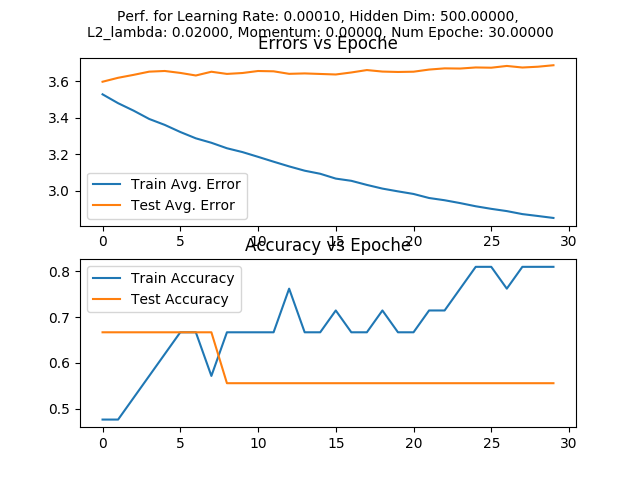 Perf. for Learning Rate: 0.00010, Hidden Dim: 500.00000,
L2_lambda: 0.02000, Momentum: 0.00000, Num Epoche: 30.00000
Errors vs Epoche
3.6
3.4
3.2
3.0
Train Avg. Error
Test Avg. Error
0 5 10 15 20 25 30
Accuracy vs Epoche
0.8
0.7
0.6
0.5
Train Accuracy
Test Accuracy
0 5 10 15 20 25 30